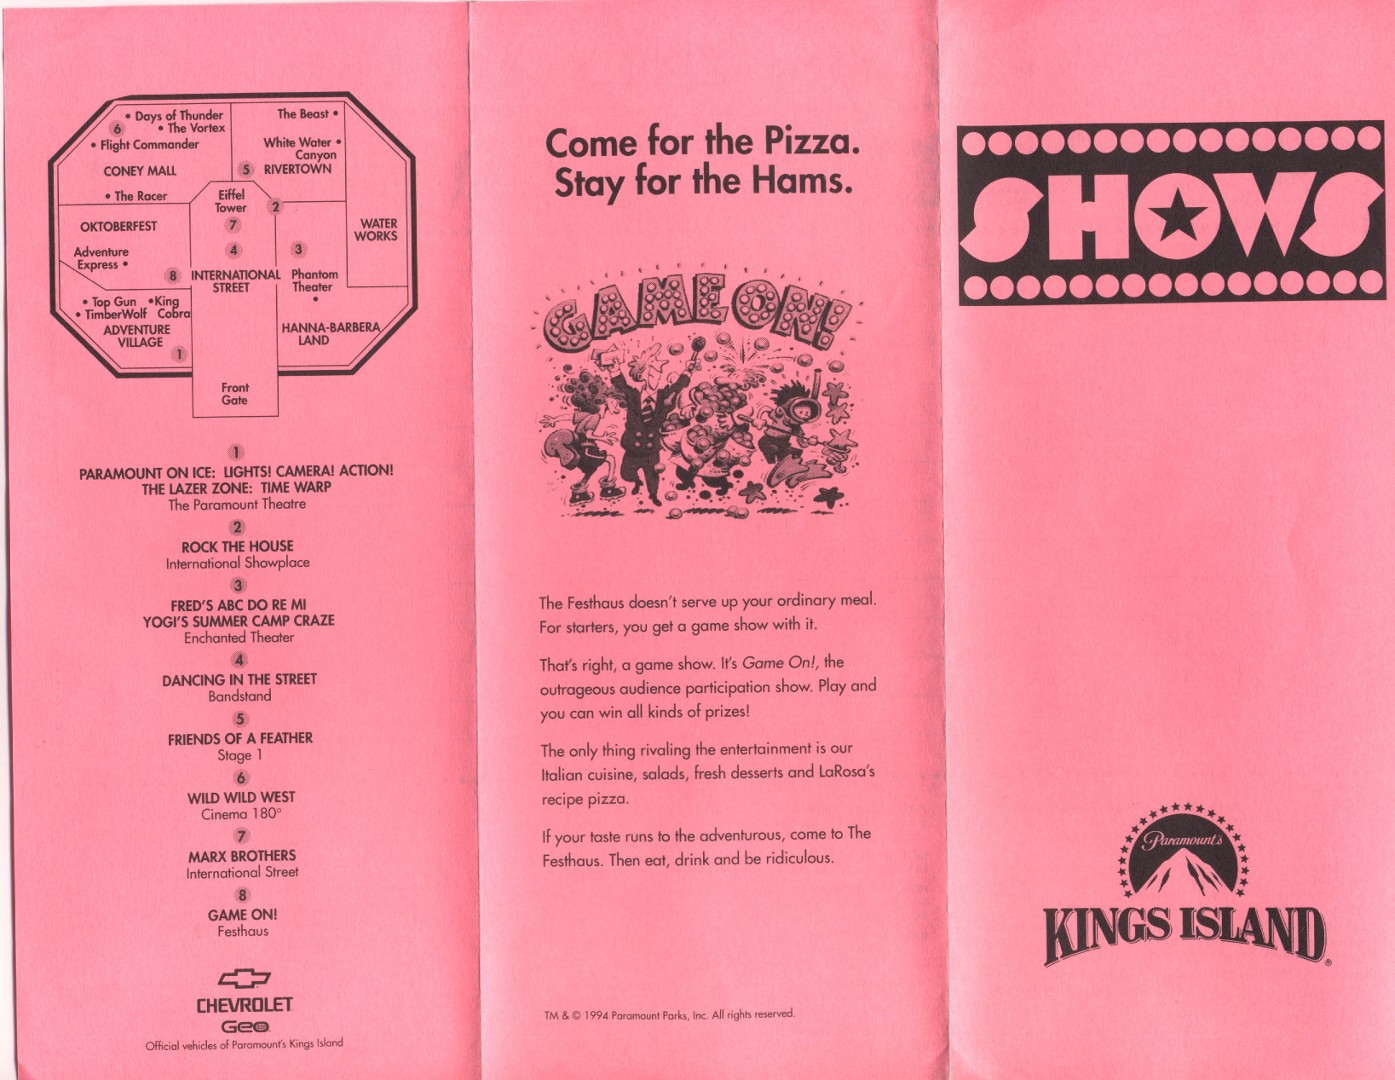 • Days of Thunder
The Beast •
6
• The Vortex
• Flight Commander
White Water •
Canyon
CONEY MALL
5 RIVERTOWN
• The Racer
Eiffel
Tower
2
OKTOBERFEST
7
WATER
WORKS
Adventure
Express •
4
3
8
INTERNATIONAL
STREET
Phantom
Theater
•
• Top Gun •King
• TimberWolf Cobra
ADVENTURE
VILLAGE
1
HANNA-BARBERA
LAND
Front
Gate
1
PARAMOUNT ON ICE: LIGHTS! CAMERA! ACTION!
THE LAZER ZONE: TIME WARP
The Paramount Theatre
2
ROCK THE HOUSE
International Showplace
3
FRED'S ABC DO RE MI
YOGI'S SUMMER CAMP CRAZE
Enchanted Theater
4
DANCING IN THE STREET
Bandstand
5
FRIENDS OF A FEATHER
Stage 1
6
WILD WILD WEST
Cinema 180°
7
MARX BROTHERS
International Street
8
GAME ON!
Festhaus
CHEVROLET
Geo
Official vehicles of Paramount's Kings Island
Come for the Pizza.
Stay for the Hams.
GAME ON!
The Festhaus doesn't serve up your ordinary meal.
For starters, you get a game show with it.
That's right, a game show. It's Game On!, the
outrageous audience participation show. Play and
you can win all kinds of prizes!
The only thing rivaling the entertainment is our
Italian cuisine, salads, fresh desserts and LaRosa's
recipe pizza.
If your taste runs to the adventurous, come to The
Festhaus. Then eat, drink and be ridiculous.
TM & © 1994 Paramount Parks, Inc. All rights reserved.
SHOWS
Paramount's
KINGS ISLAND®